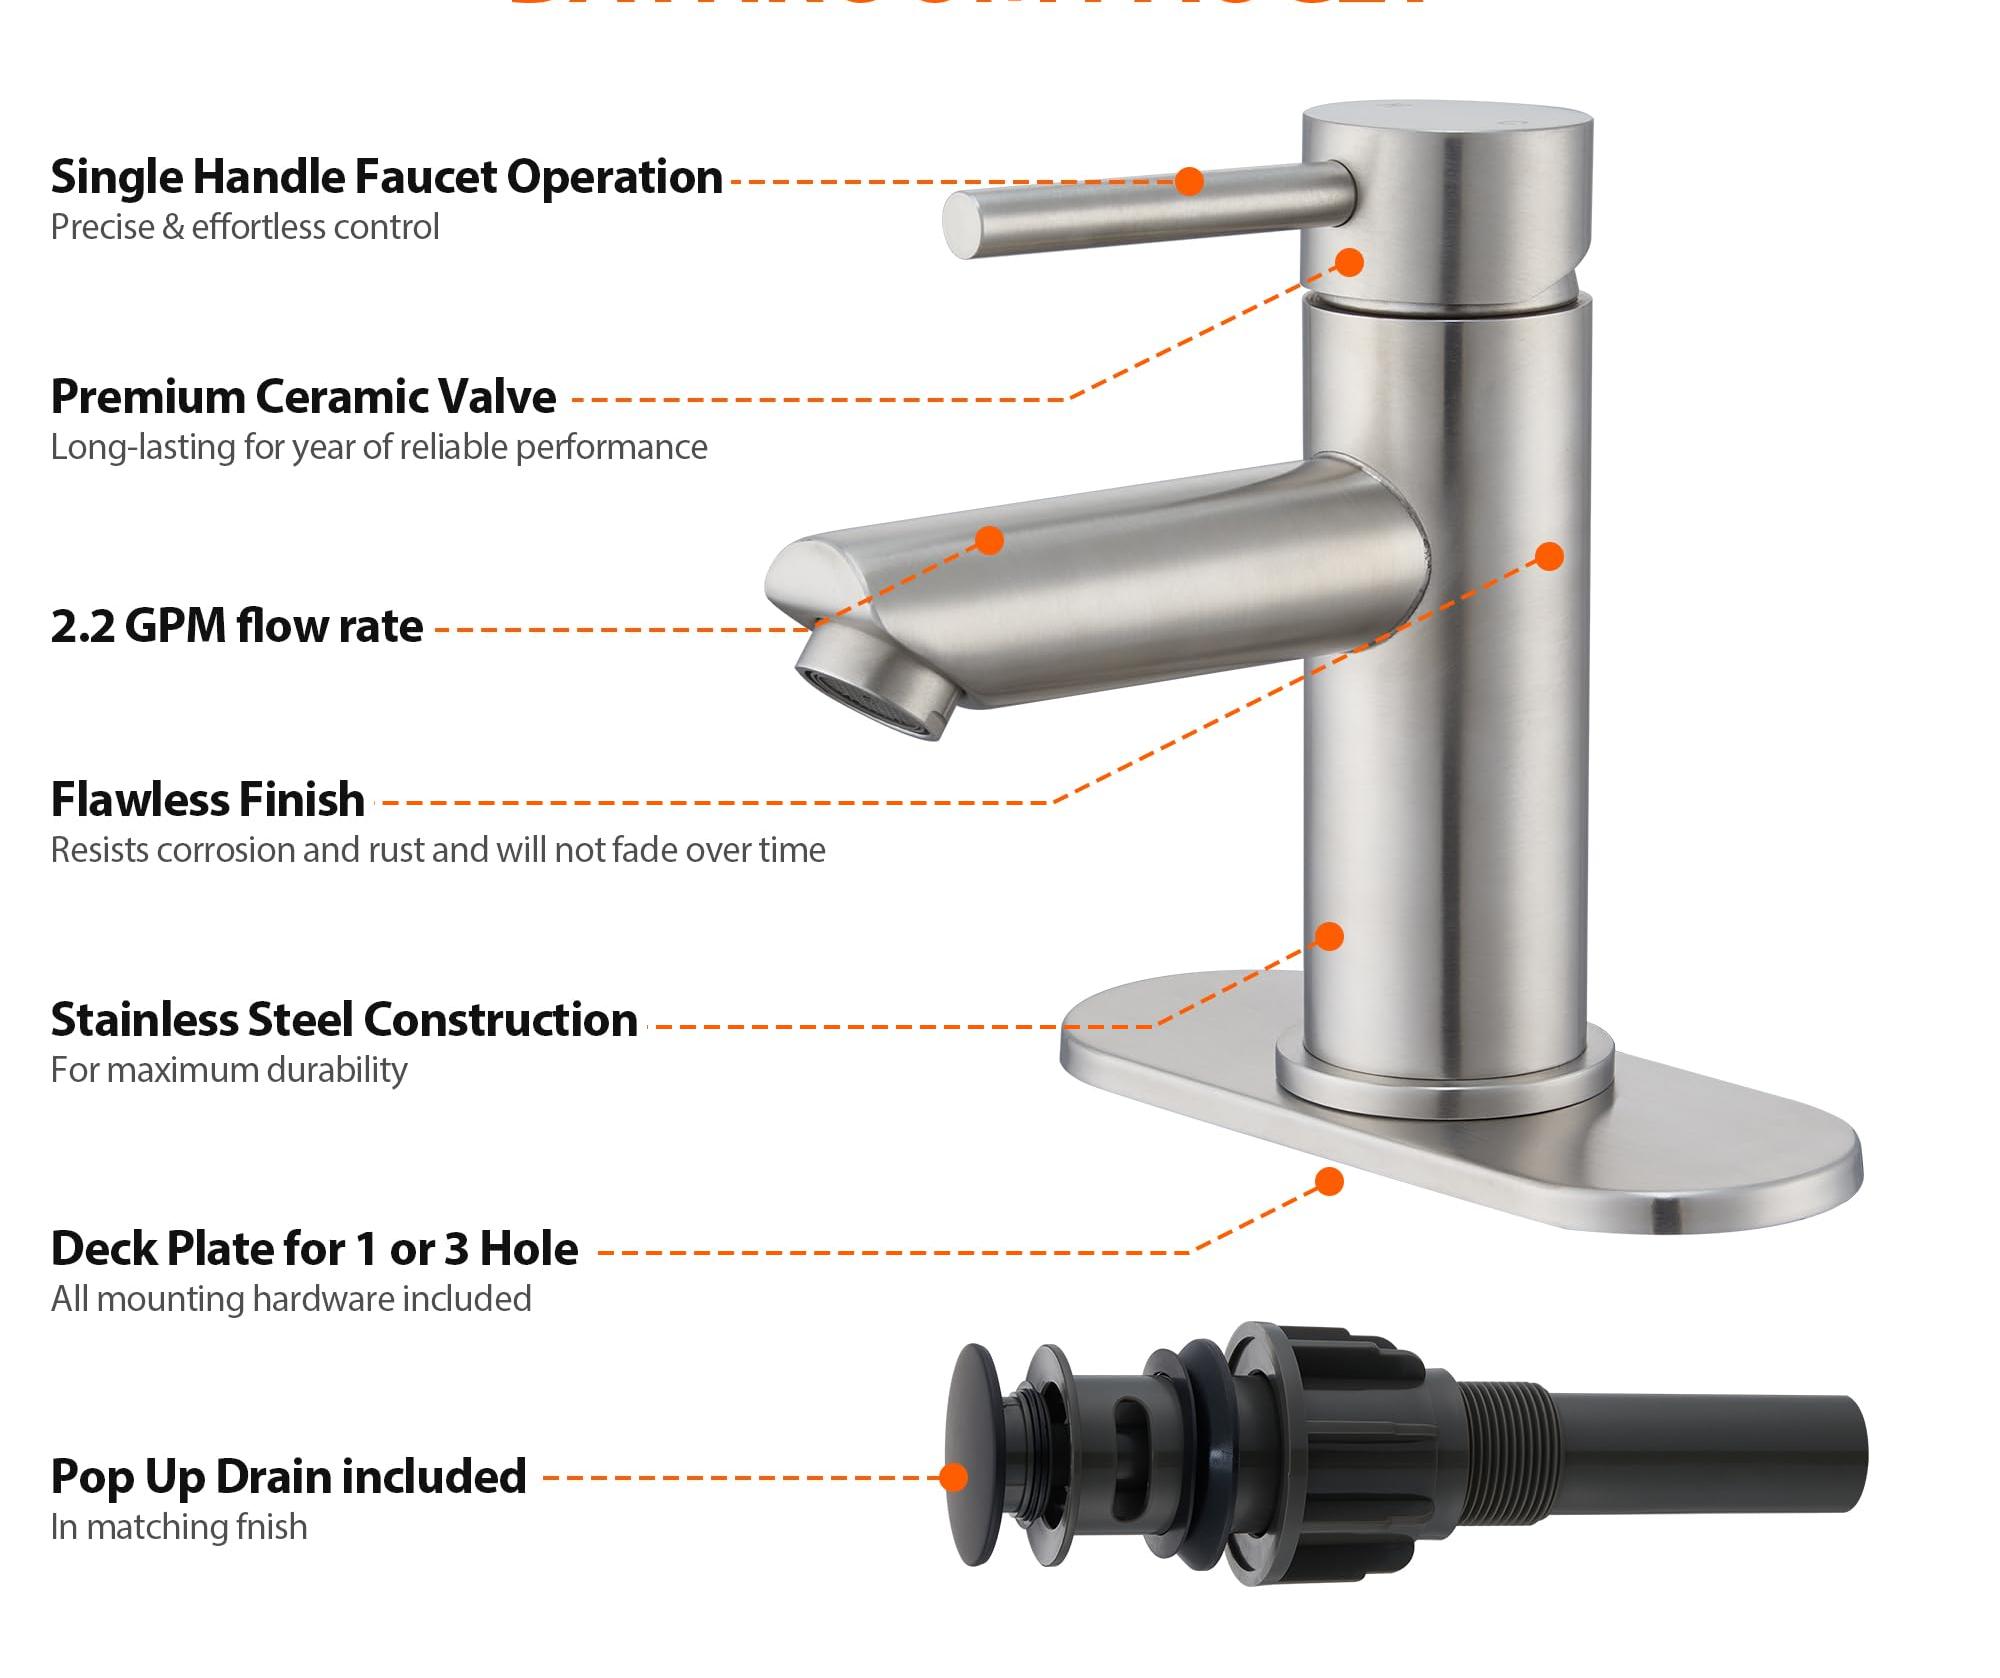 Single Handle Faucet Operation
Precise & effortless control
Premium Ceramic Valve
Long-lasting for year of reliable performance
2.2 GPM flow rate
Flawless Finish
Resists corrosion and rust and will not fade over time
Stainless Steel Construction
For maximum durability
Deck Plate for 1 or 3 Hole
All mounting hardware included
Pop Up Drain included
In matching fnish